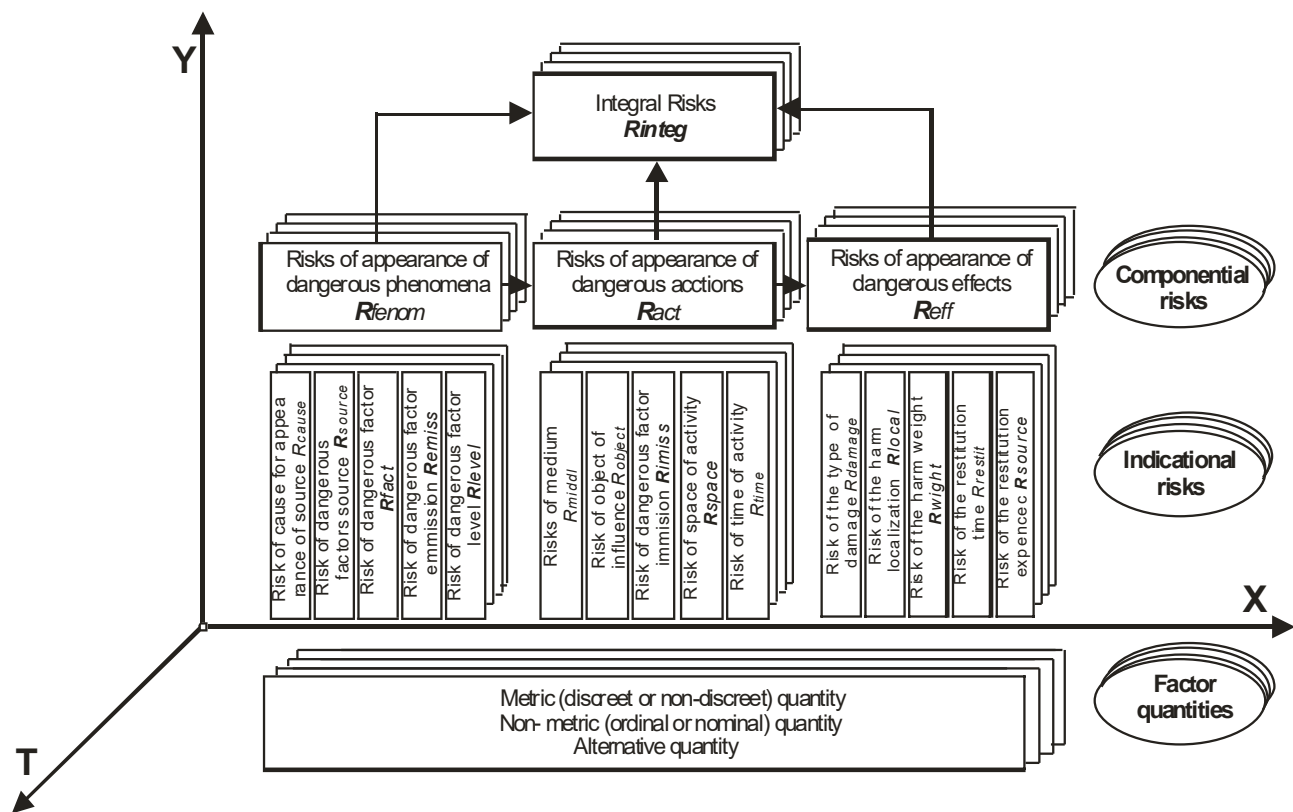 Y
Integral Risks
Rinteg
Risks of appearance of
dangerous phenomena
Rfenom
Risks of appearance of
dangerous acctions
Ract
Risks of appearance of
dangerous effects
Reff
Componential
risks
Risk of cause for appea
rance of source Rcause
Risk of dangerous
factors source Rsource
Risk of dangerous factor
Rfact
Risk of dangerous factor
emmission Remiss
Risk of dangerous factor
level Rlevel
Risks of medium
Rmiddl
Risk of object of
influence Robject
Risk of dangerous factor
immision Rimiss
Risk of space of activity
Rspace
Risk of time of activity
Rtime
Risk of the type of
damage Rdamage
Risk of the harm
localization Rlocal
Risk of the harm weight
Rwight
Risk of the restitution
time Rrestit
Risk of the restitution
expence Rsource
Indicational
risks
X
Metric (discreet or non-discreet) quantity
Non- metric (ordinal or nominal) quantity
Alternative quantity
Factor
quantities
T